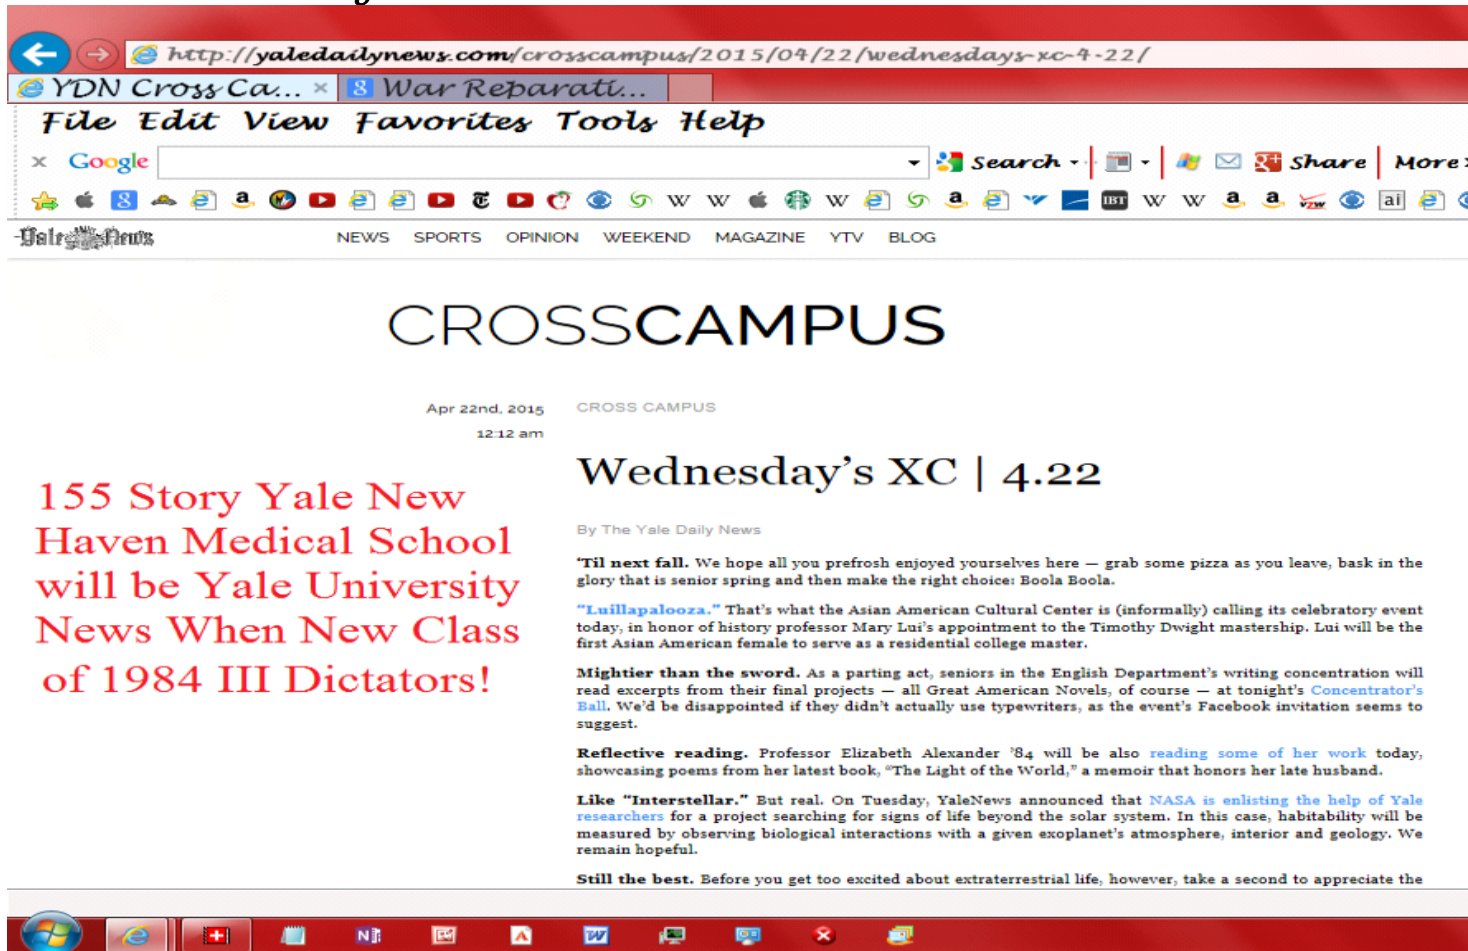 http://yaledailynews.com/crosscampus/2015/04/22/wednesdays-xc-4-22/
YDN Cross Ca... × War Reparati...
File Edit View Favorites Tools Help
× Google Search Share More
Yale News NEWS SPORTS OPINION WEEKEND MAGAZINE YTV BLOG
CROSSCAMPUS
Apr 22nd, 2015
12:12 am
155 Story Yale New
Haven Medical School
will be Yale University
News When New Class
of 1984 III Dictators!
CROSS CAMPUS
Wednesday's XC | 4.22
By The Yale Daily News
'Til next fall. We hope all you prefrosh enjoyed yourselves here — grab some pizza as you leave, bask in the
glory that is senior spring and then make the right choice: Boola Boola.
"Luillapalooza." That's what the Asian American Cultural Center is (informally) calling its celebratory event
today, in honor of history professor Mary Lui's appointment to the Timothy Dwight mastership. Lui will be the
first Asian American female to serve as a residential college master.
Mightier than the sword. As a parting act, seniors in the English Department's writing concentration will
read excerpts from their final projects — all Great American Novels, of course — at tonight's Concentrator's
Ball. We'd be disappointed if they didn't actually use typewriters, as the event's Facebook invitation seems to
suggest.
Reflective reading. Professor Elizabeth Alexander '84 will be also reading some of her work today,
showcasing poems from her latest book, "The Light of the World," a memoir that honors her late husband.
Like "Interstellar." But real. On Tuesday, YaleNews announced that NASA is enlisting the help of Yale
researchers for a project searching for signs of life beyond the solar system. In this case, habitability will be
measured by observing biological interactions with a given exoplanet's atmosphere, interior and geology. We
remain hopeful.
Still the best. Before you get too excited about extraterrestrial life, however, take a second to appreciate the